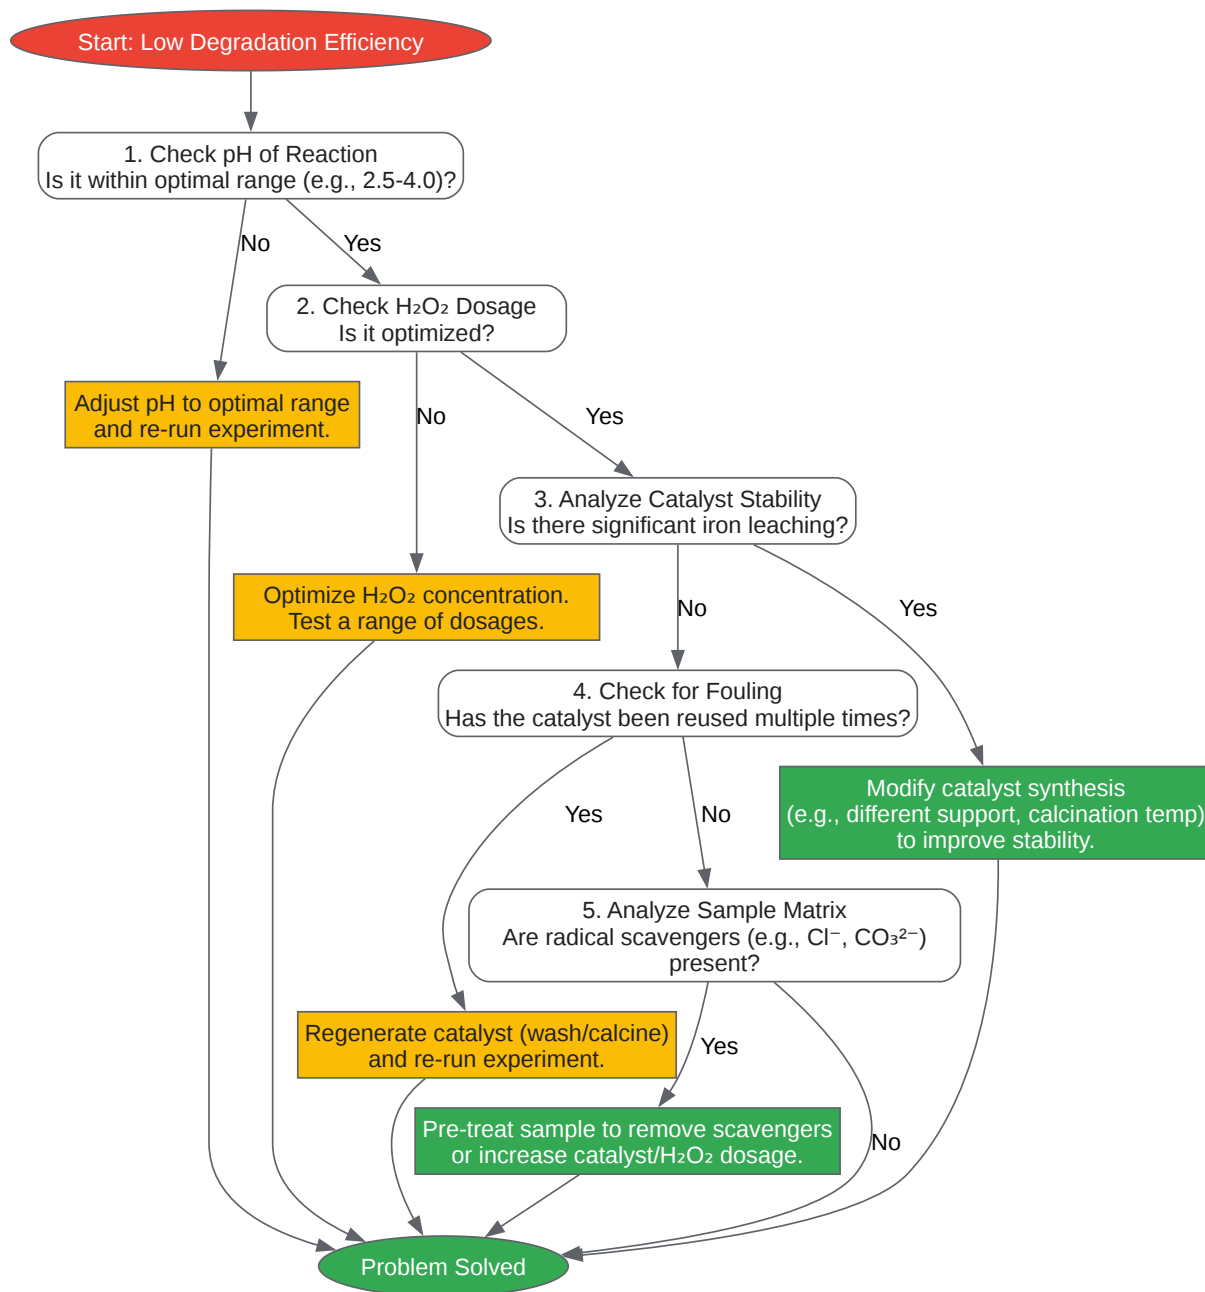 Start: Low Degradation Efficiency
1. Check pH of Reaction
Is it within optimal range (e.g., 2.5-4.0)?
No
Yes
2. Check H₂O₂ Dosage
Is it optimized?
Adjust pH to optimal range
and re-run experiment.
No
Yes
3. Analyze Catalyst Stability
Is there significant iron leaching?
Optimize H₂O₂ concentration.
Test a range of dosages.
No
Yes
4. Check for Fouling
Has the catalyst been reused multiple times?
Modify catalyst synthesis
(e.g., different support, calcination temp)
to improve stability.
Yes
No
5. Analyze Sample Matrix
Are radical scavengers (e.g., Cl⁻, CO₃²⁻)
present?
Regenerate catalyst (wash/calcine)
and re-run experiment.
Yes
Pre-treat sample to remove scavengers
or increase catalyst/H₂O₂ dosage.
No
Problem Solved